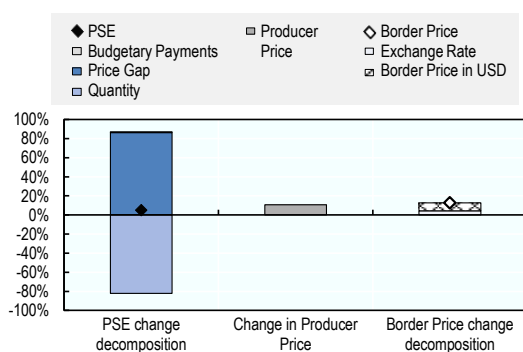 PSE
Budgetary Payments
Price Gap
Quantity
Producer
Price
Border Price
Exchange Rate
Border Price in USD
100%
80%
60%
40%
20%
0%
-20%
-40%
-60%
-80%
-100%
PSE change
decomposition
Change in Producer
Price
Border Price change
decomposition